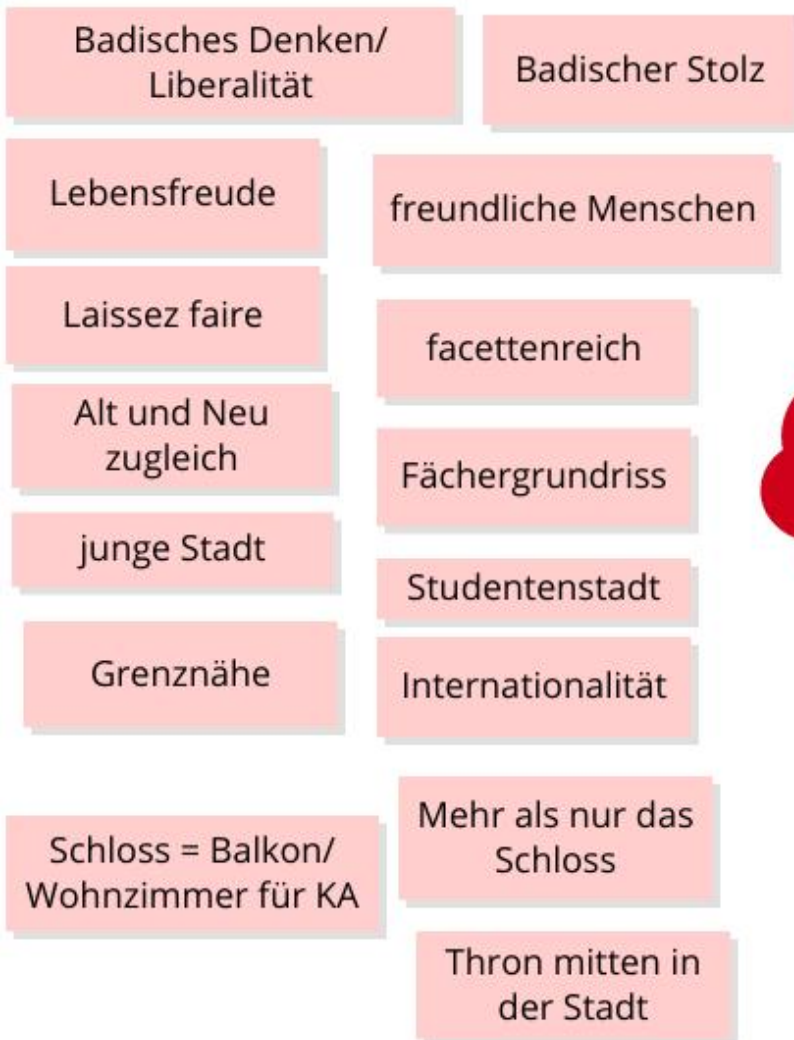 Badisches Denken/
Liberalität
Badischer Stolz
Lebensfreude
freundliche Menschen
Laissez faire
facettenreich
Alt und Neu
zugleich
Fächergrundriss
junge Stadt
Studentenstadt
Grenznähe
Internationalität
Schloss = Balkon/
Wohnzimmer für KA
Mehr als nur das
Schloss
Thron mitten in
der Stadt